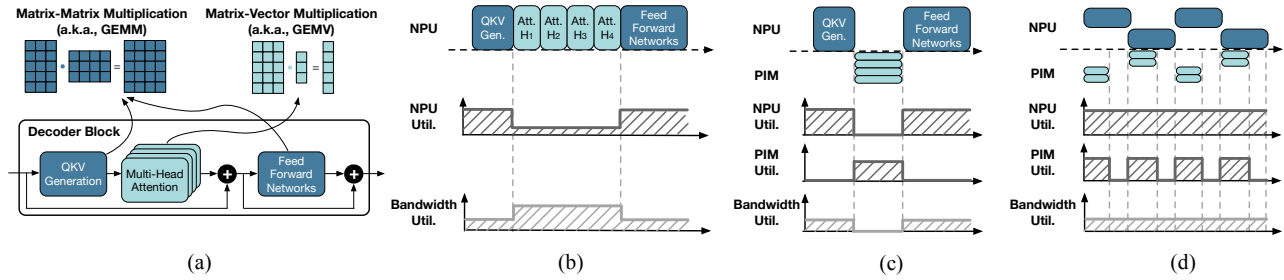 Matrix-Matrix Multiplication
(a.k.a., GEMM)
Matrix-Vector Multiplication
(a.k.a., GEMV)
Decoder Block
QKV
Generation
Multi-Head
Attention
Feed
Forward
Networks
(a)
NPU
QKV
Gen.
Att.
H1
Att.
H2
Att.
H3
Att.
H4
Feed Forward
Networks
NPU
Util.
Bandwidth
Util.
(b)
NPU
QKV
Gen.
Feed Forward
Networks
PIM
NPU
Util.
PIM
Util.
Bandwidth
Util.
(c)
NPU
PIM
NPU
Util.
PIM
Util.
Bandwidth
Util.
(d)